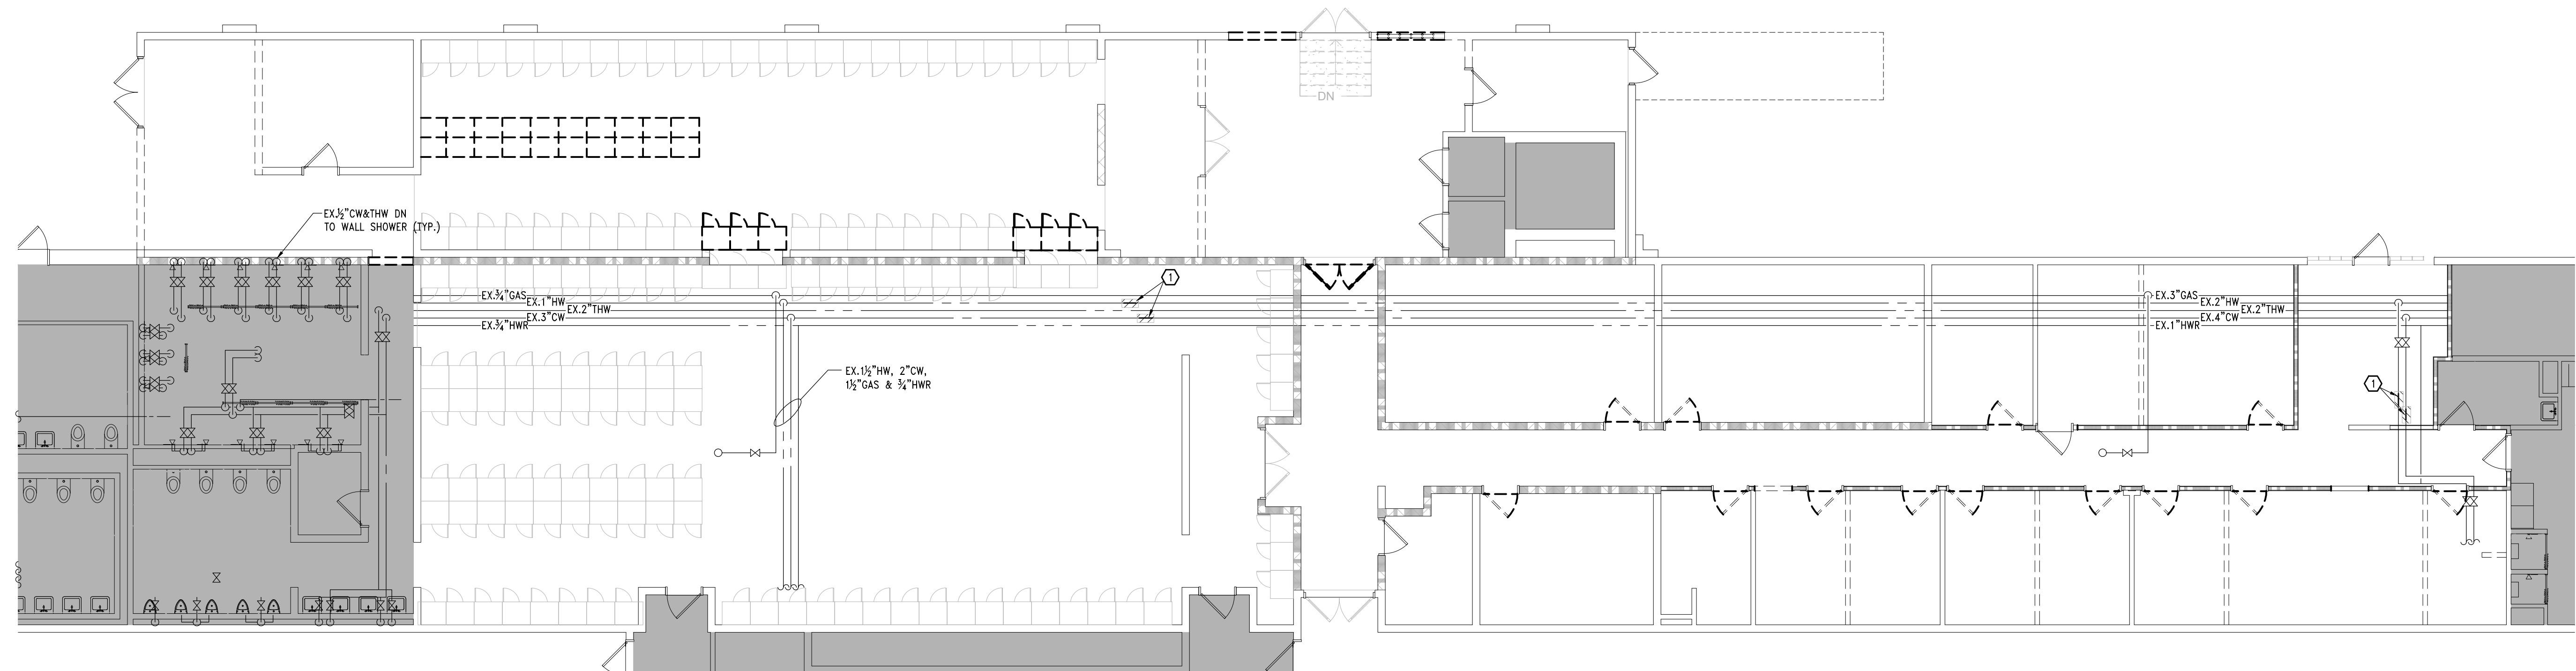 DN
EX.½"CW&THW DN
TO WALL SHOWER (TYP.)
1
EX.¾"GAS
EX.1"HW
EX.2"THW
EX.3"CW
EX.¾"HWR
EX.3"GAS
EX.2"HW
EX.2"THW
EX.4"CW
EX.1"HWR
EX.1½"HW, 2"CW,
1½"GAS & ¾"HWR
1